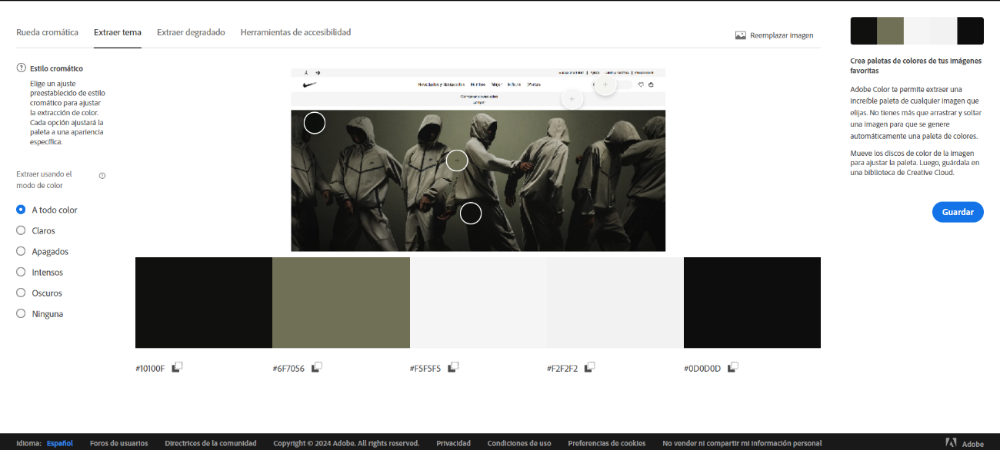 Rueda cromática
Extraer tema
Extraer degradado
Herramientas de accesibilidad
Reemplazar imagen
Estilo cromático
Elige un ajuste
preestablecido de estilo
cromático para ajustar
la extracción de color.
Cada opción ajustará la
paleta a una apariencia
específica.
Extraer usando el
modo de color
A todo color
Claros
Apagados
Intensos
Oscuros
Ninguna
Novedades y destacados Hombre Mujer Niño/a Ofertas
#10100F
#6F7056
#F5F5F5
#F2F2F2
#0D0D0D
Crea paletas de colores de tus imágenes
favoritas
Adobe Color te permite extraer una
increíble paleta de cualquier imagen que
elijas. No tienes más que arrastrar y soltar
una imagen para que se genere
automáticamente una paleta de colores.
Mueve los discos de color de la imagen
para ajustar la paleta. Luego, guárdala en
una biblioteca de Creative Cloud.
Guardar
Idioma: Español Foros de usuarios Directrices de la comunidad Copyright © 2024 Adobe. All rights reserved. Privacidad Condiciones de uso Preferencias de cookies No vender ni compartir mi información personal Adobe